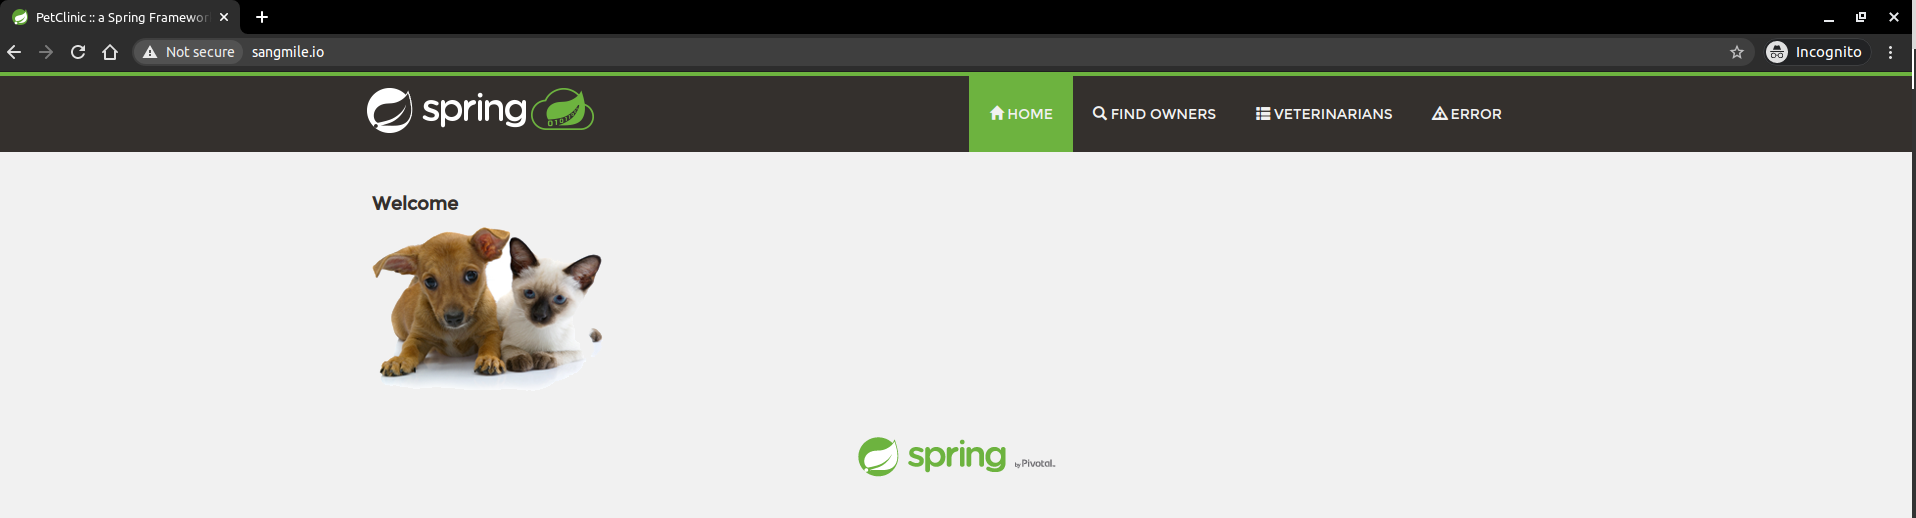 PetClinic :: a Spring Framewor
Not secure
sangmile.io
Incognito
spring
HOME
FIND OWNERS
VETERINARIANS
ERROR
Welcome
spring by Pivotal.